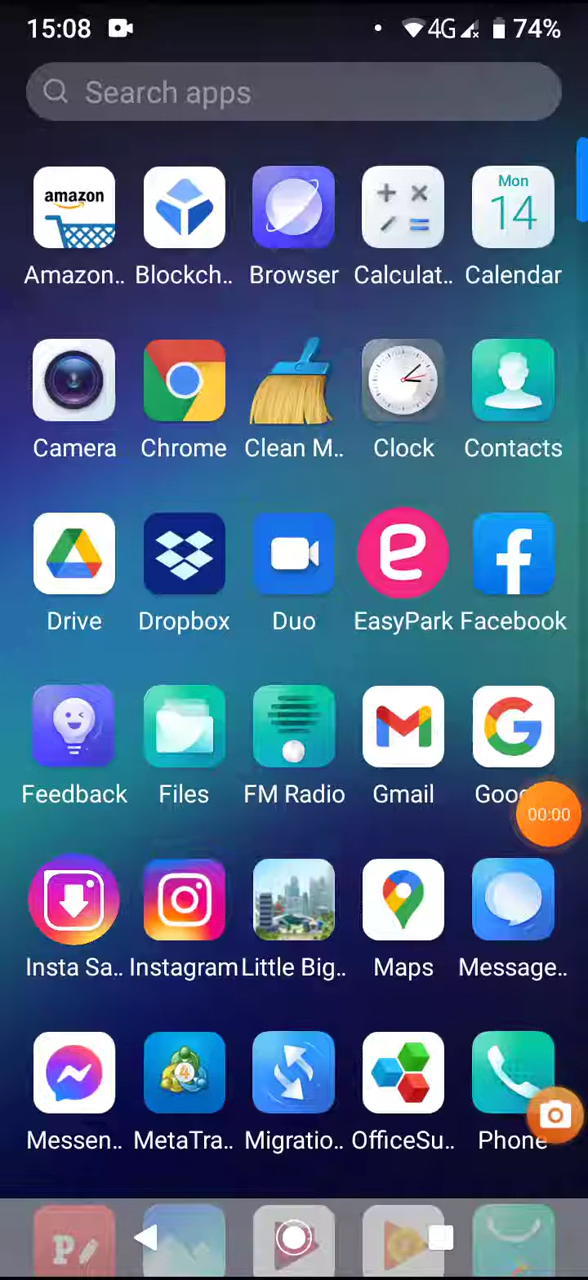 15:08 4G 74%
Search apps
amazon
Mon
14
Amazon.. Blockch.. Browser Calculat.. Calendar
Camera Chrome Clean M.. Clock Contacts
Drive Dropbox Duo EasyPark Facebook
Feedback Files FM Radio Gmail Goo
00:00
Insta Sa.. Instagram Little Big.. Maps Message..
4
Messen.. MetaTra.. Migratio.. OfficeSu.. Phone